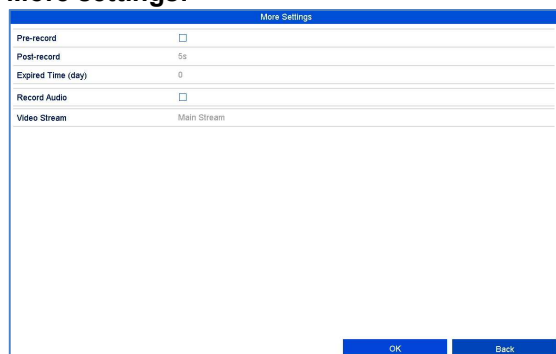 More Settings
Pre-record
Post-record 5s
Expired Time (day) 0
Record Audio
Video Stream Main Stream
OK Back